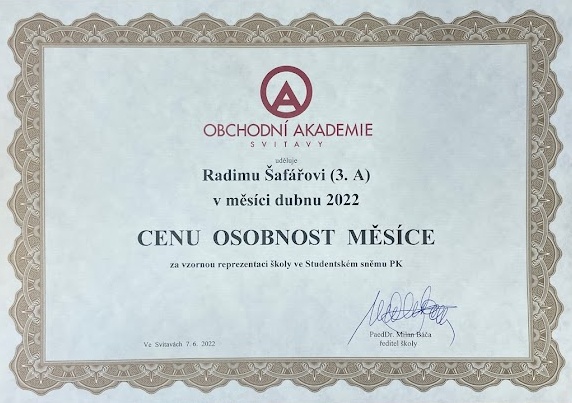 OBCHODNÍ AKADEMIE
SVITAVY
uděluje
Radimu Šafářovi (3. A)
v měsíci dubnu 2022
CENU OSOBNOST MĚSÍCE
za vzornou reprezentaci školy ve Studentském sněmu PK
PaedDr. Milan Báča
ředitel školy
Ve Svitavách 7. 6. 2022